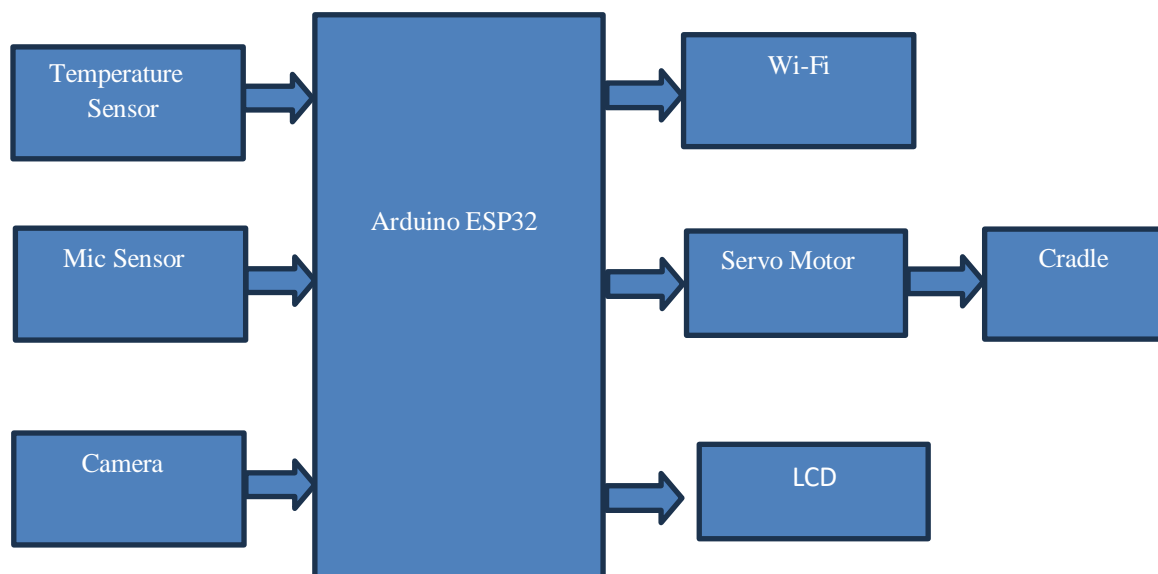 Temperature
Sensor
Wi-Fi
Arduino ESP32
Mic Sensor
Servo Motor
Cradle
Camera
LCD